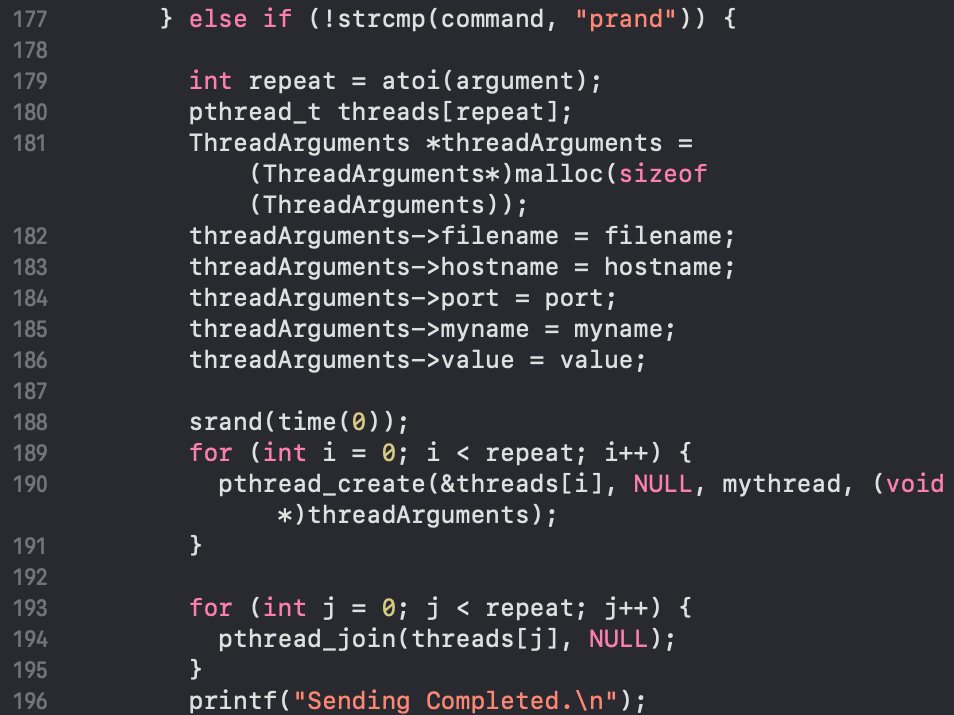 177 } else if (!strcmp(command, "prand")) {
178
179 int repeat = atoi(argument);
180 pthread_t threads[repeat];
181 ThreadArguments *threadArguments =
(ThreadArguments*)malloc(sizeof
(ThreadArguments));
182 threadArguments->filename = filename;
183 threadArguments->hostname = hostname;
184 threadArguments->port = port;
185 threadArguments->myname = myname;
186 threadArguments->value = value;
187
188 srand(time(0));
189 for (int i = 0; i < repeat; i++) {
190 pthread_create(&threads[i], NULL, mythread, (void
*)threadArguments);
191 }
192
193 for (int j = 0; j < repeat; j++) {
194 pthread_join(threads[j], NULL);
195 }
196 printf("Sending Completed.\n");